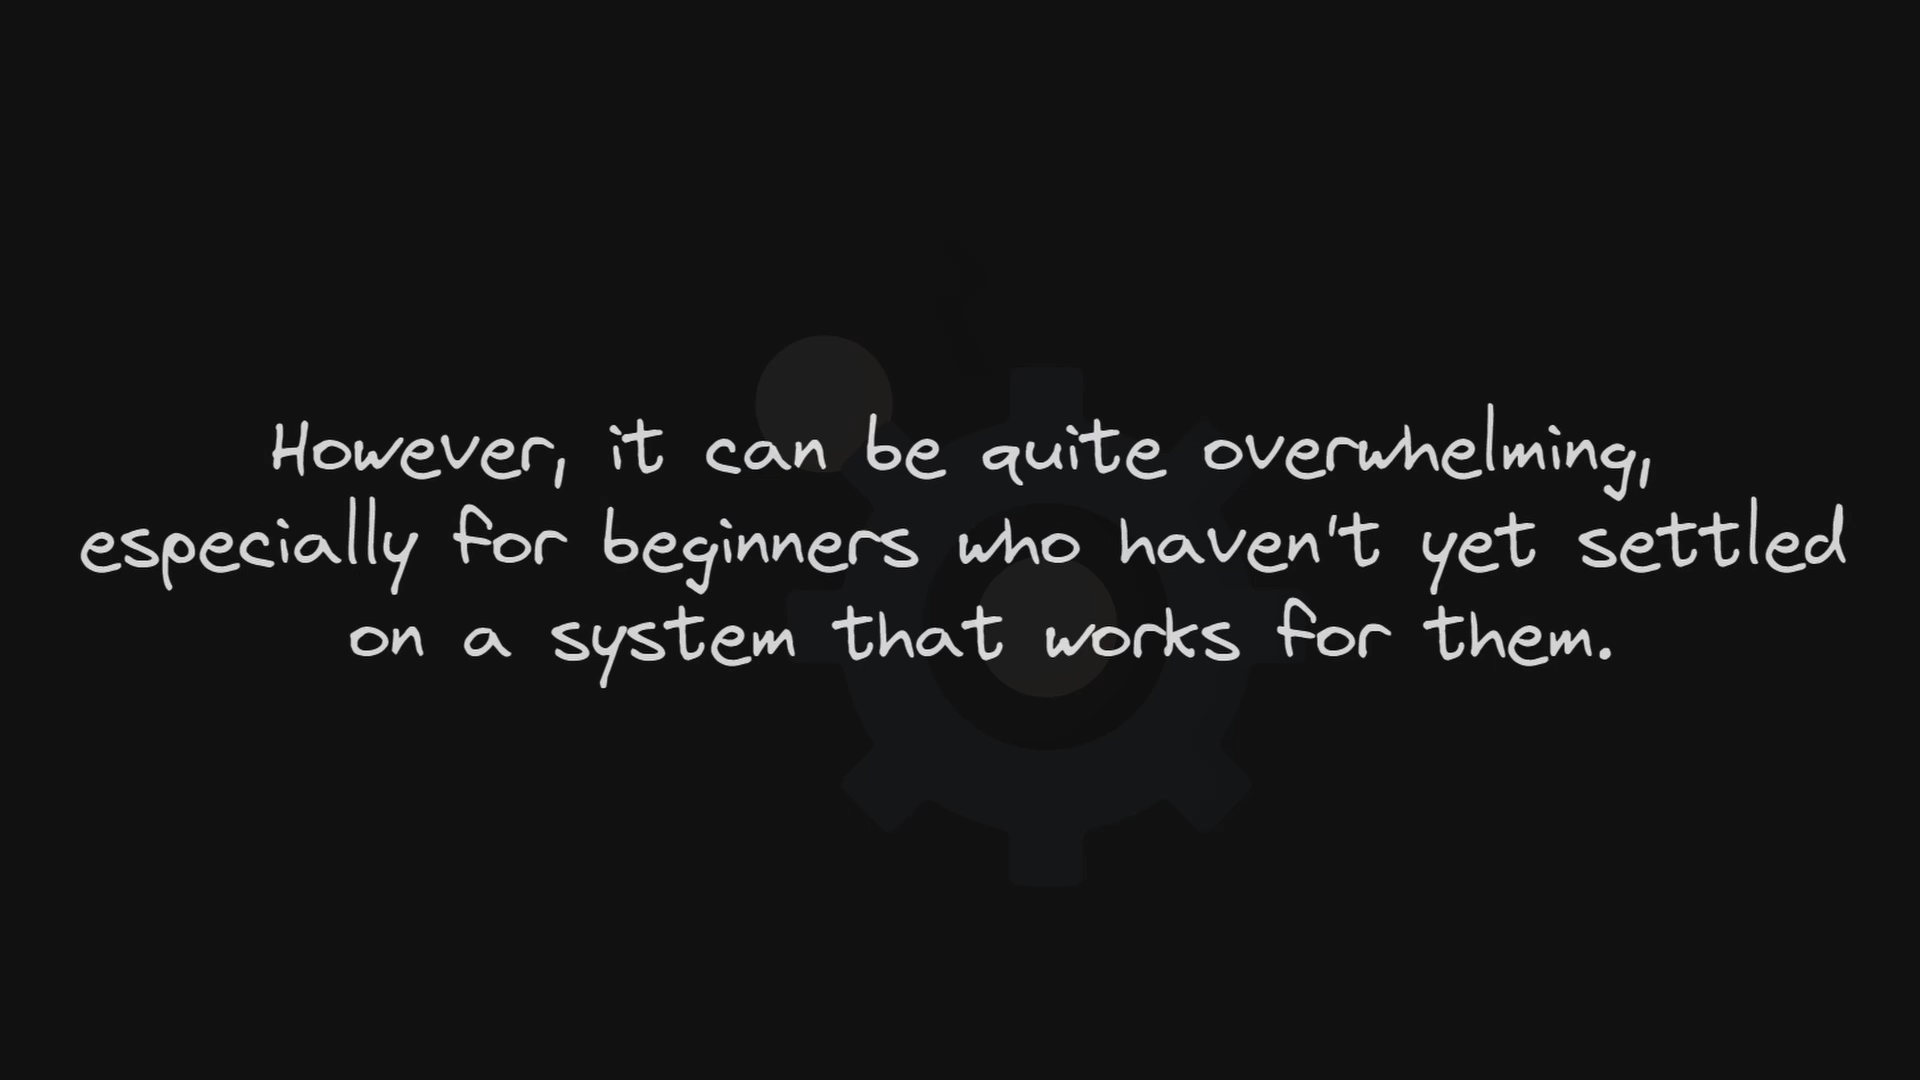 However, it can be quite overwhelming,
especially for beginners who haven't yet settled
on a system that works for them.